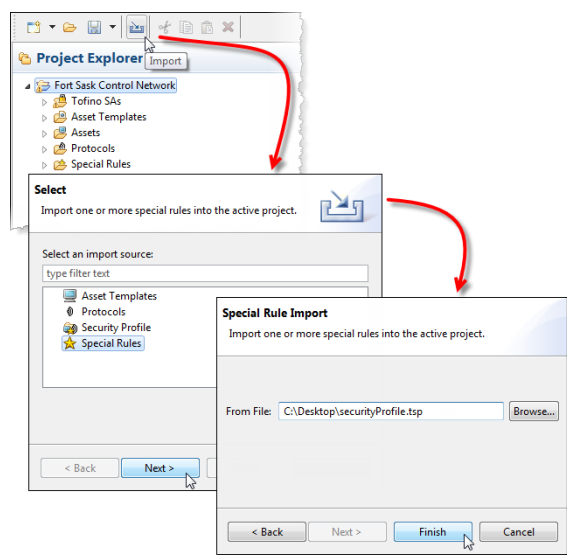 Project Explorer
Import
Fort Sask Control Network
Tofino SAs
Asset Templates
Assets
Protocols
Special Rules
Select
Import one or more special rules into the active project.
Select an import source:
type filter text
Asset Templates
Protocols
Security Profile
Special Rules
< Back Next >
Special Rule Import
Import one or more special rules into the active project.
From File: C:\Desktop\securityProfile.tsp Browse...
< Back Next > Finish Cancel